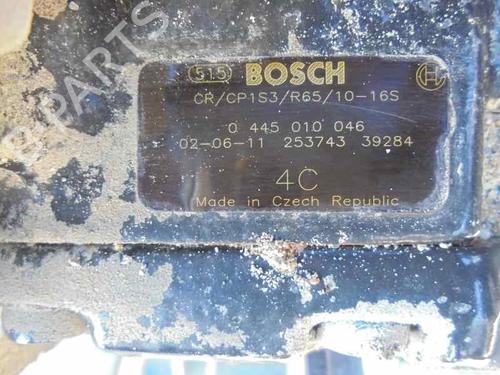 515 BOSCH
CR/CP1S3/R65/10-16S
0 445 010 046
02-06-11 253743 39284
4C
Made in Czech Republic
PARTS